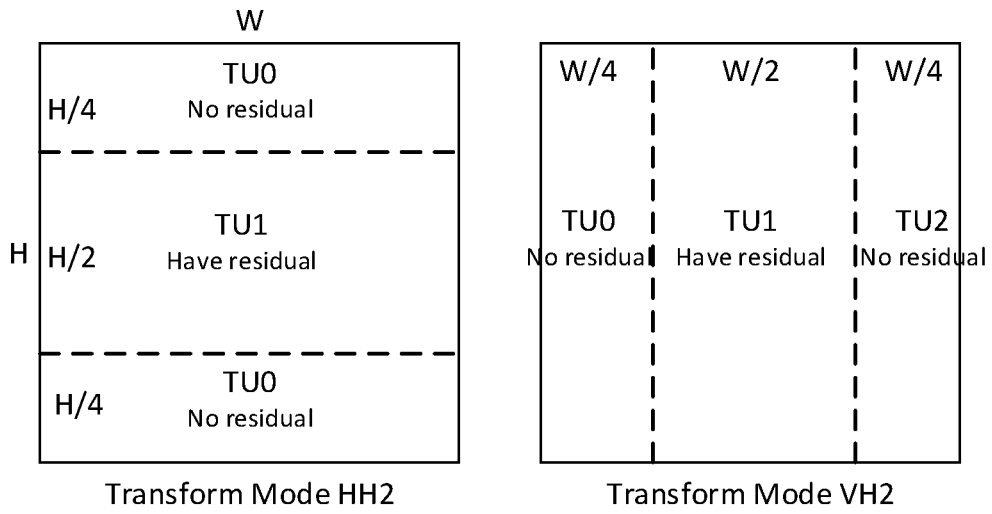 W
TU0
No residual
H/4
TU1
H H/2
Have residual
TU0
H/4
No residual
Transform Mode HH2
W/4 W/2 W/4
TU0 TU1 TU2
No residual Have residual No residual
Transform Mode VH2